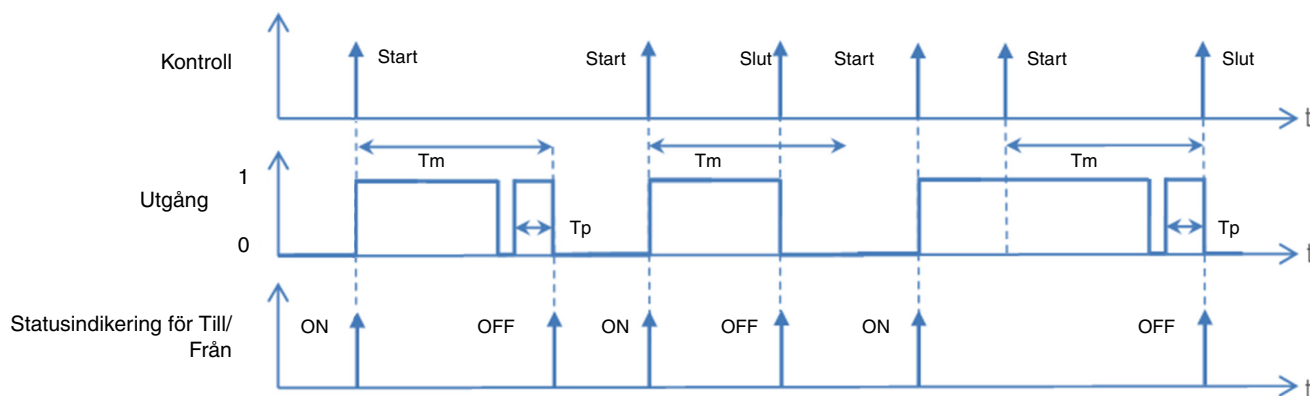 Kontroll
Start
Start
Slut
Start
Start
Slut
t
Tm
Tm
Tm
1
Utgång
0
Tp
Tp
t
Statusindikering för Till/
Från
ON
OFF
ON
OFF
ON
OFF
t